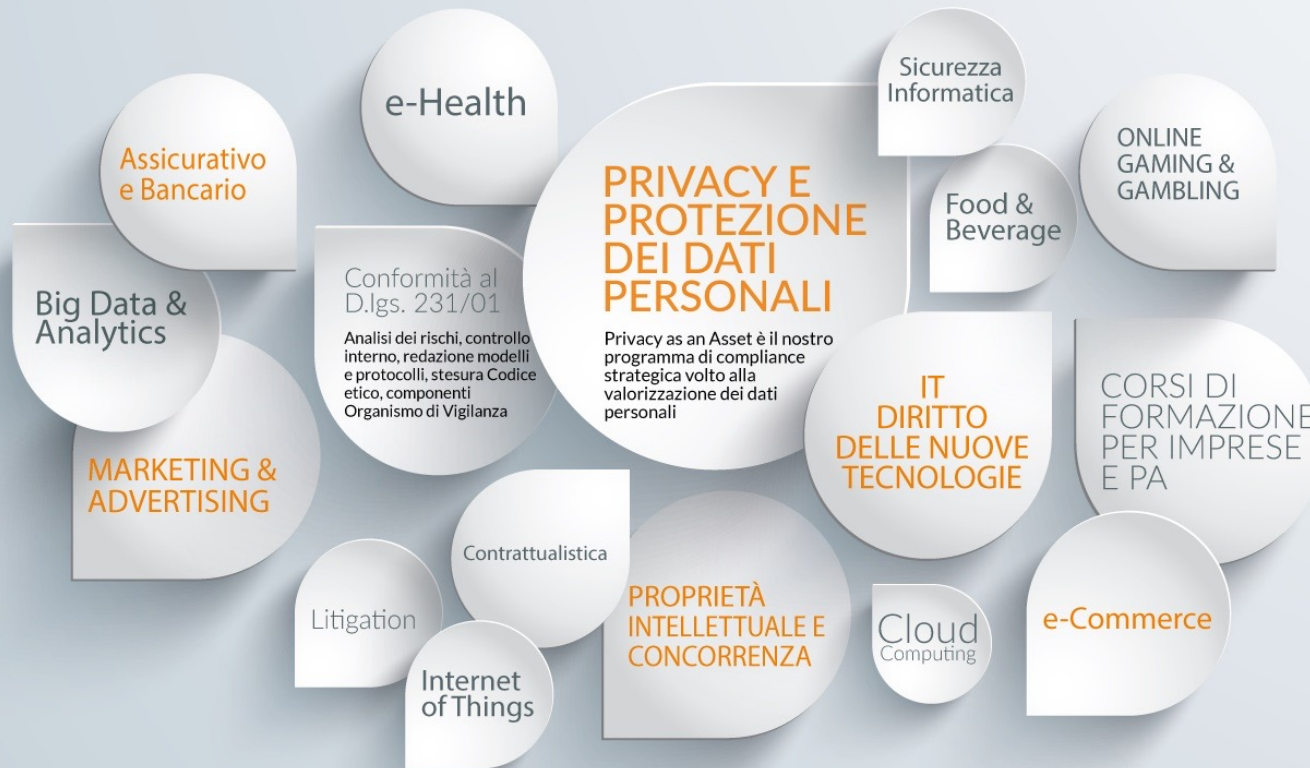 e-Health
Sicurezza
Informatica
Assicurativo
e Bancario
ONLINE
GAMING &
GAMBLING
PRIVACY E
PROTEZIONE
DEI DATI
PERSONALI
Privacy as an Asset è il nostro
programma di compliance
strategica volto alla
valorizzazione dei dati
personali
Food &
Beverage
Big Data &
Analytics
Conformità al
D.lgs. 231/01
Analisi dei rischi, controllo
interno, redazione modelli
e protocolli, stesura Codice
etico, componenti
Organismo di Vigilanza
IT
DIRITTO
DELLE NUOVE
TECNOLOGIE
CORSI DI
FORMAZIONE
PER IMPRESE
E PA
MARKETING &
ADVERTISING
Contrattualistica
Litigation
PROPRIETÀ
INTELLETTUALE E
CONCORRENZA
Cloud
Computing
e-Commerce
Internet
of Things